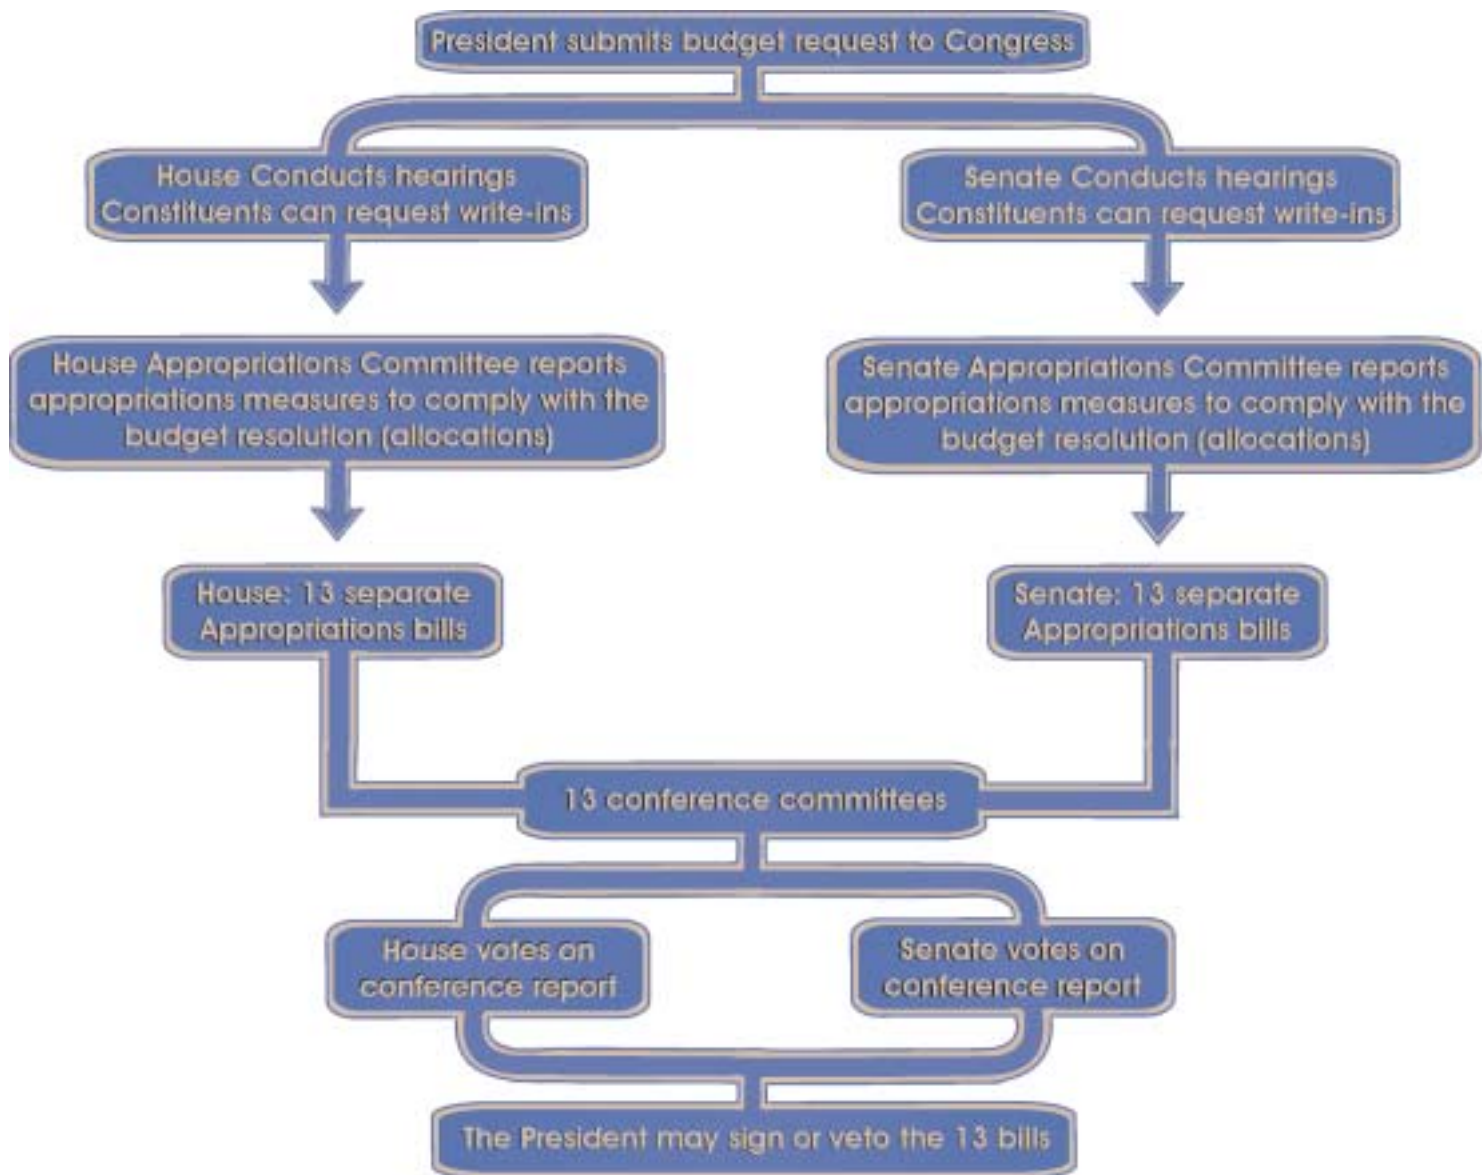 President submits budget request to Congress
House Conducts hearings
Constituents can request write-ins
Senate Conducts hearings
Constituents can request write-ins
House Appropriations Committee reports
appropriations measures to comply with the
budget resolution (allocations)
Senate Appropriations Committee reports
appropriations measures to comply with the
budget resolution (allocations)
House: 13 separate
Appropriations bills
Senate: 13 separate
Appropriations bills
13 conference committees
House votes on
conference report
Senate votes on
conference report
The President may sign or veto the 13 bills